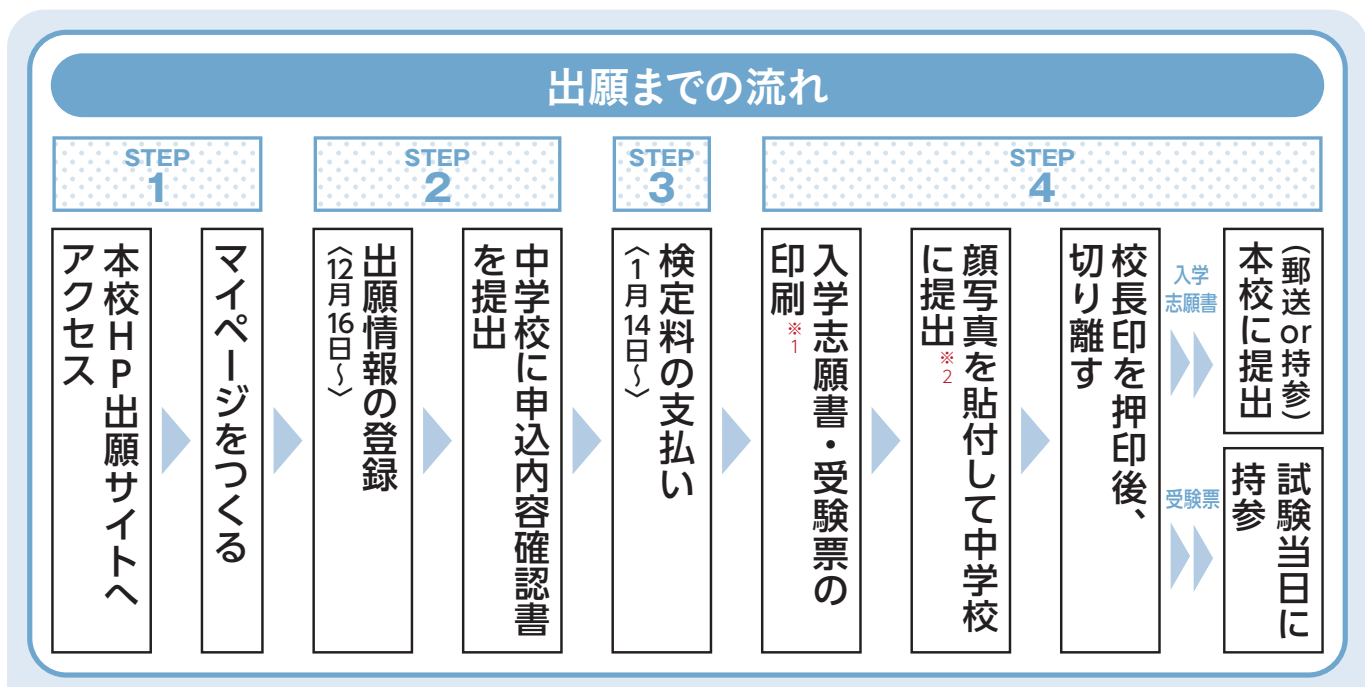 出願までの流れ
STEP
1
本校HP出願サイトへ
アクセス
マイページをつくる
STEP
2
出願情報の登録
〈12月16日～〉
中学校に申込内容確認書
を提出
STEP
3
検定料の支払い
〈1月14日～〉
STEP
4
入学志願書・受験票の
印刷※1
顔写真を貼付して中学校
に提出※2
校長印を押印後、
切り離す
入学
志願書
(郵送or持参)
本校に提出
受験票
試験当日に
持参